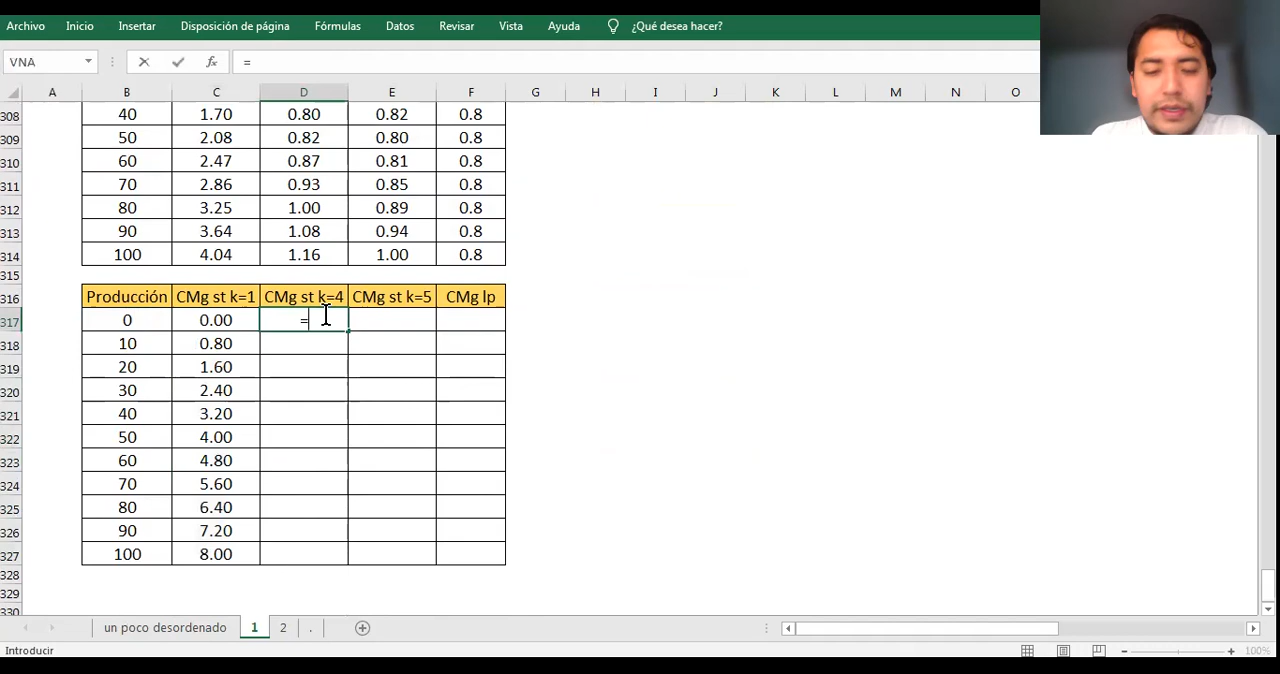 Archivo Inicio Insertar Disposición de página Fórmulas Datos Revisar Vista Ayuda ¿Qué desea hacer?
VNA fx =
A B C D E F G H I J K L M N O
308 40 1.70 0.80 0.82 0.8
309 50 2.08 0.82 0.80 0.8
310 60 2.47 0.87 0.81 0.8
311 70 2.86 0.93 0.85 0.8
312 80 3.25 1.00 0.89 0.8
313 90 3.64 1.08 0.94 0.8
314 100 4.04 1.16 1.00 0.8
315
316 Producción CMg st k=1 CMg st k=4 CMg st k=5 CMg lp
317 0 0.00 =
318 10 0.80
319 20 1.60
320 30 2.40
321 40 3.20
322 50 4.00
323 60 4.80
324 70 5.60
325 80 6.40
326 90 7.20
327 100 8.00
328
329
330
un poco desordenado 1 2 .
Introducir 100%